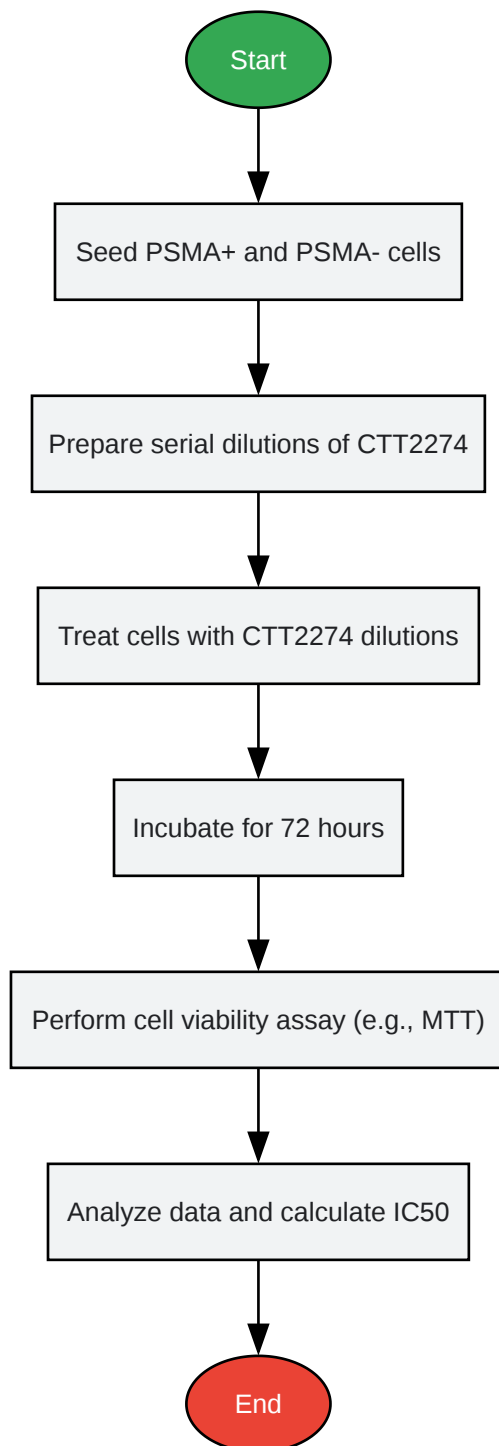 Start
Seed PSMA+ and PSMA- cells
Prepare serial dilutions of CTT2274
Treat cells with CTT2274 dilutions
Incubate for 72 hours
Perform cell viability assay (e.g., MTT)
Analyze data and calculate IC50
End